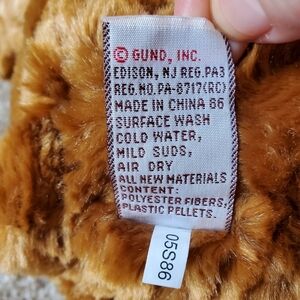 © GUND, INC.
EDISON, NJ REG.PA3
REG.NO.PA-8717(RC)
MADE IN CHINA 86
SURFACE WASH
COLD WATER,
MILD SUDS,
AIR DRY
ALL NEW MATERIALS
CONTENT:
POLYESTER FIBERS,
PLASTIC PELLETS.
05S86